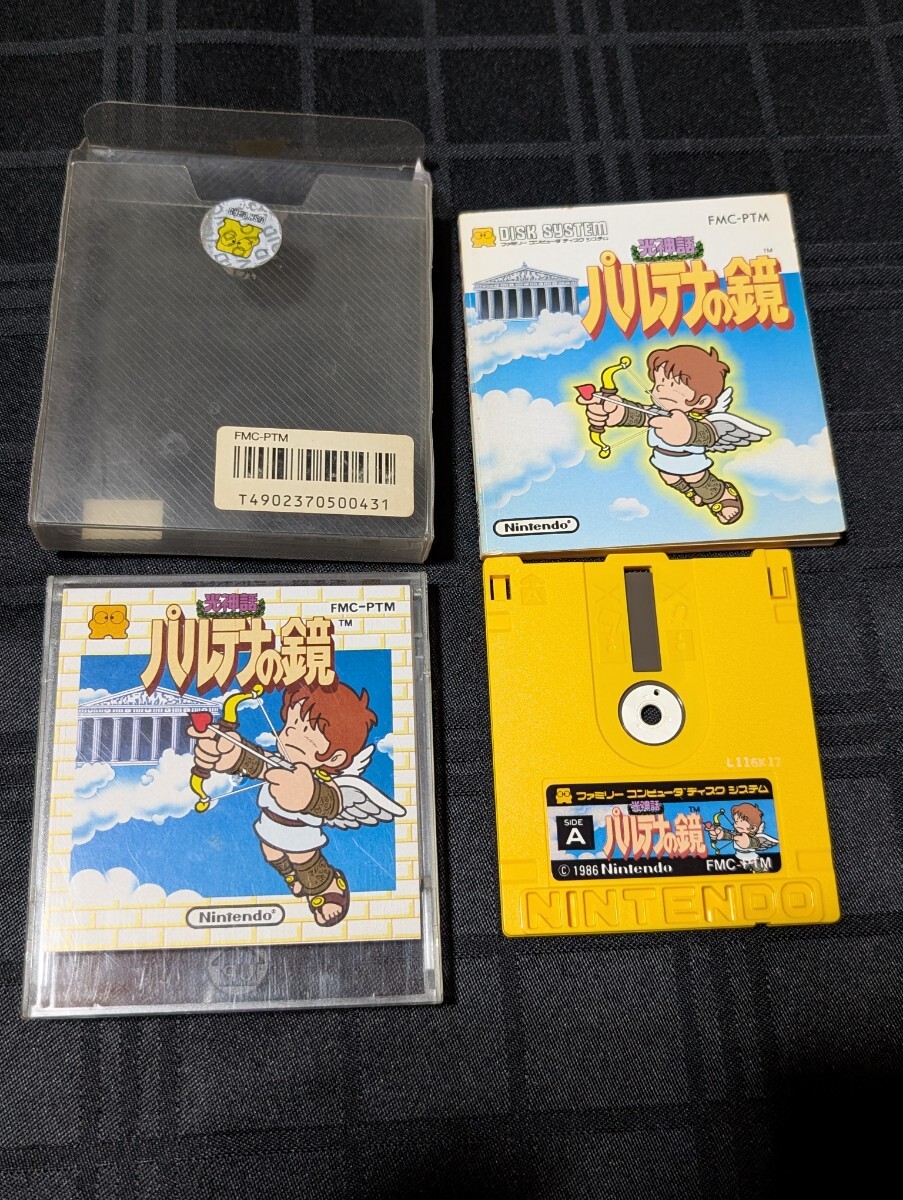 FMC-PTM
T4902370500431
DISK SYSTEM
ファミリー コンピュータ ディスク システム
FMC-PTM
光神話
パルテナの鏡
TM
Nintendo
光神話
FMC-PTM
パルテナの鏡
TM
Nintendo
L116K17
ファミリー コンピュータ ディスク システム
SIDE
A
光神話
パルテナの鏡
TM
© 1986 Nintendo
FMC-PTM
NINTENDO